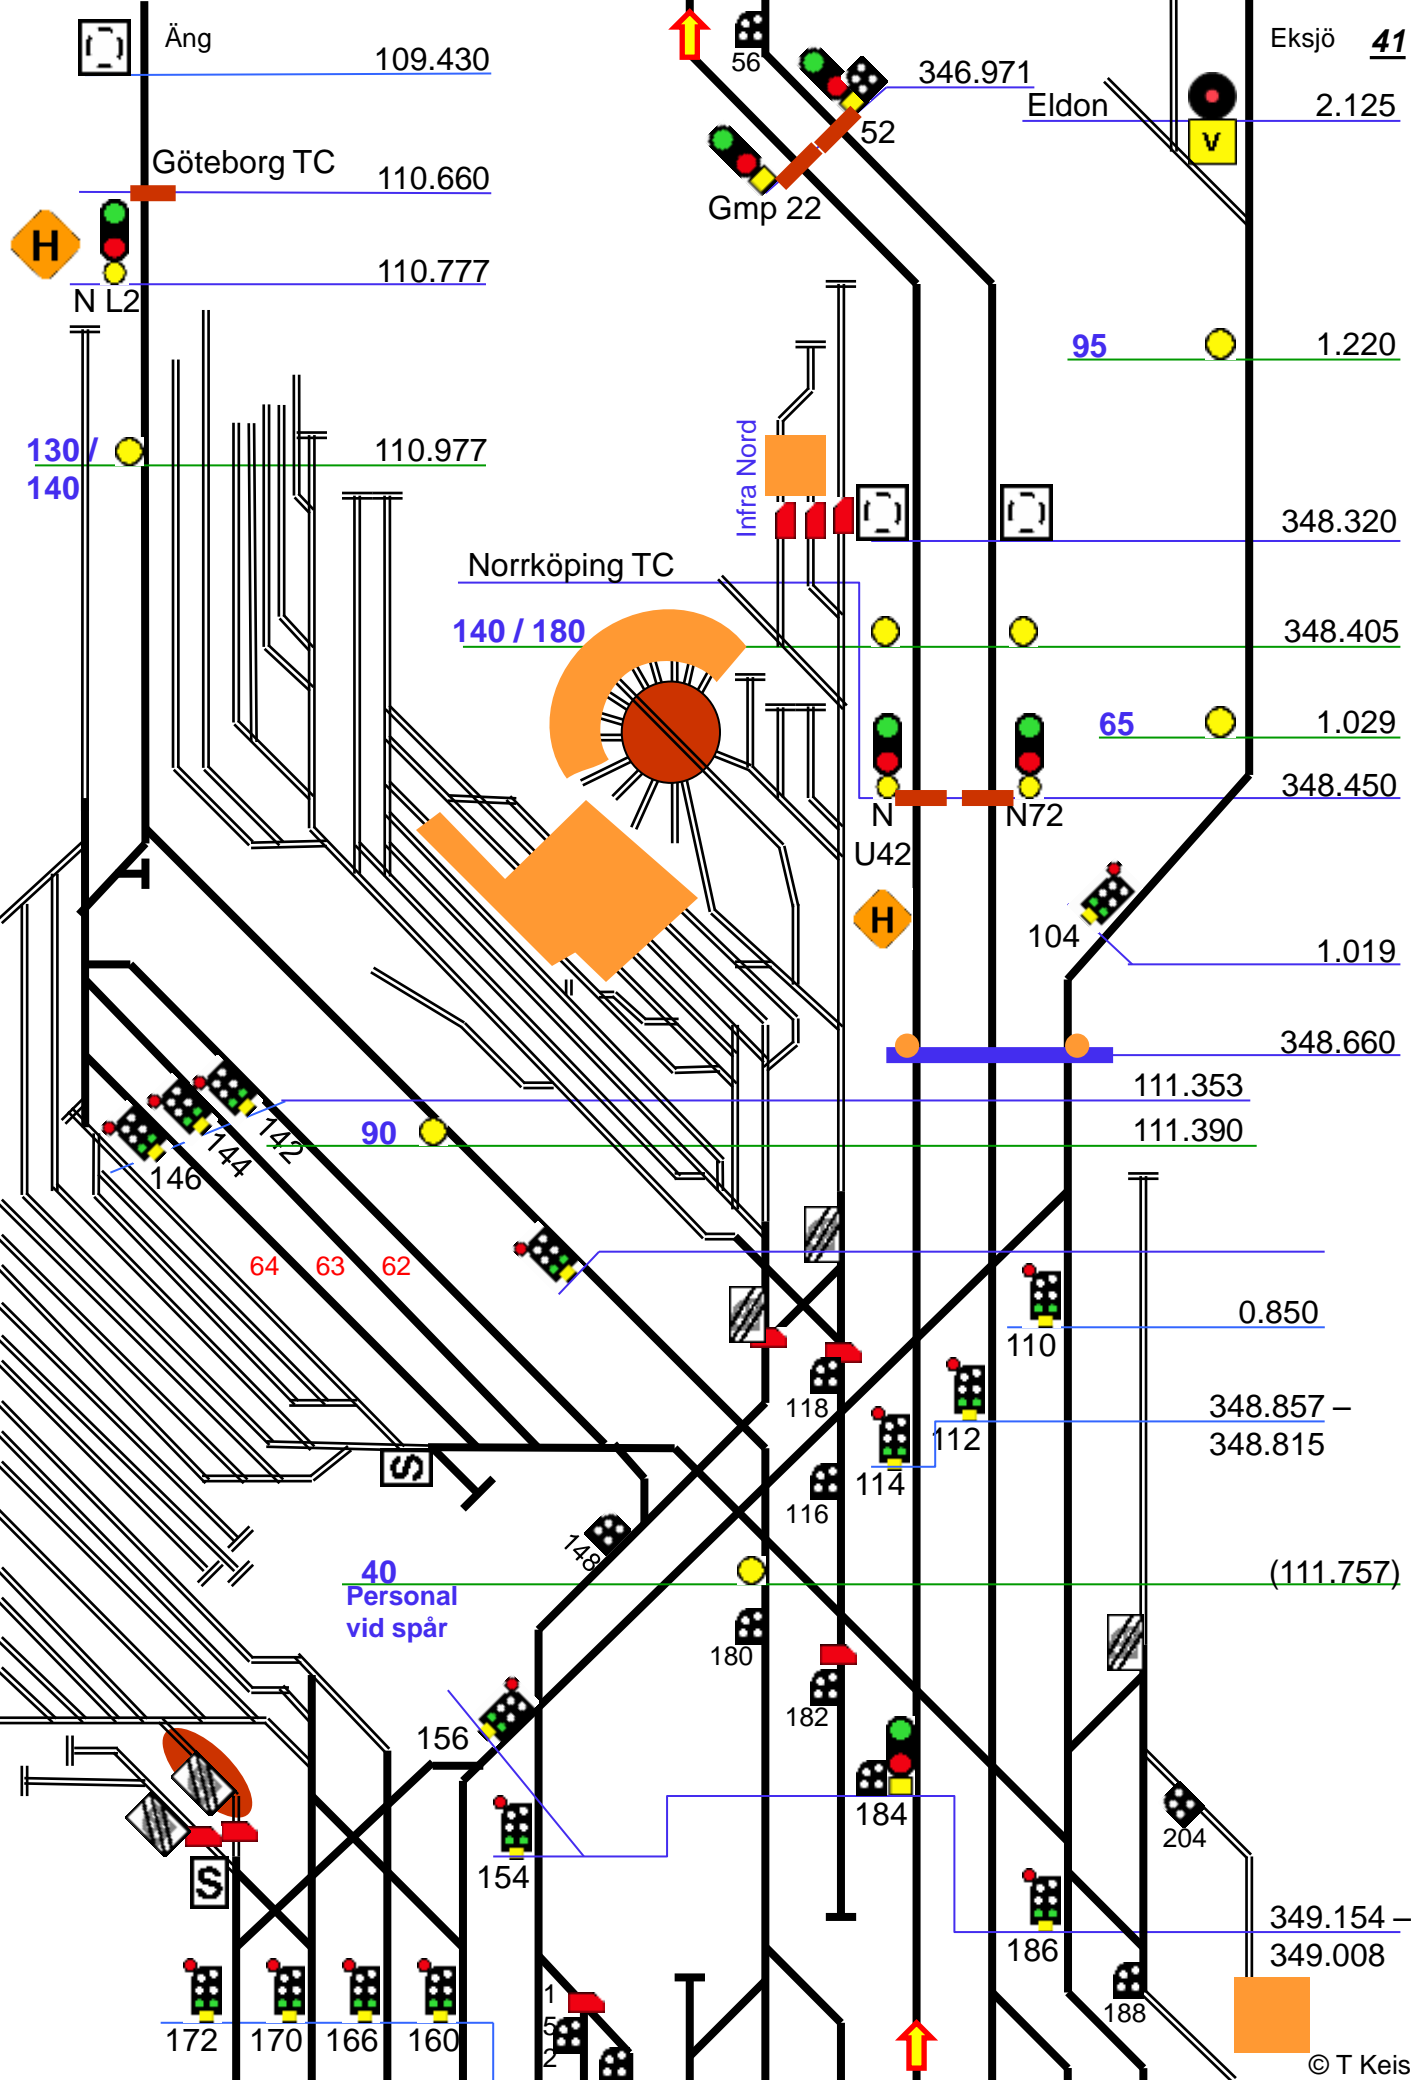 Äng
Eksjö 41
109.430
56
346.971
Eldon 2.125
52
V
Göteborg TC
110.660
Gmp 22
H
110.777
N L2
95 1.220
130 /
140
110.977
Infra Nord
348.320
Norrköping TC
140 / 180 348.405
65 1.029
348.450
N
U42
N72
H
104
1.019
348.660
111.353
90 111.390
142
144
146
64 63 62
0.850
110
118
348.857 –
348.815
112
114
S
116
148
40
Personal
vid spår
(111.757)
180
182
156
184
204
154
S
349.154 –
349.008
186
188
1
5
2
172 170 166 160
© T Keis